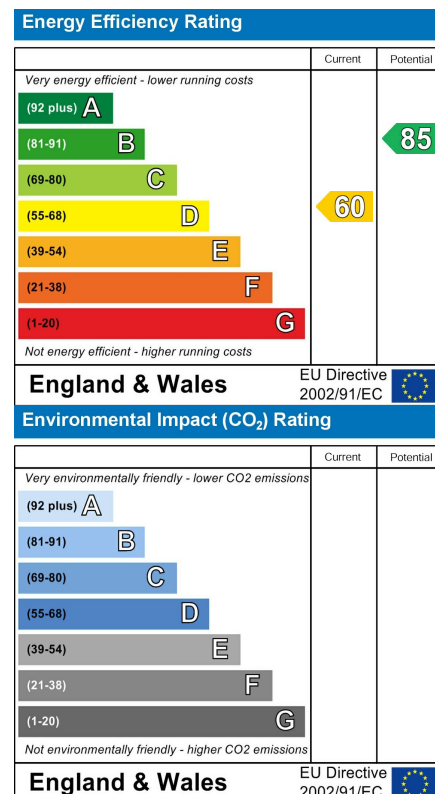 Energy Efficiency Rating
Current Potential
Very energy efficient - lower running costs
(92 plus) A
(81-91) B
85
(69-80) C
(55-68) D
60
(39-54) E
(21-38) F
(1-20) G
Not energy efficient - higher running costs
England & Wales
EU Directive
2002/91/EC
Environmental Impact (CO₂) Rating
Current Potential
Very environmentally friendly - lower CO2 emissions
(92 plus) A
(81-91) B
(69-80) C
(55-68) D
(39-54) E
(21-38) F
(1-20) G
Not environmentally friendly - higher CO2 emissions
England & Wales
EU Directive
2002/91/EC